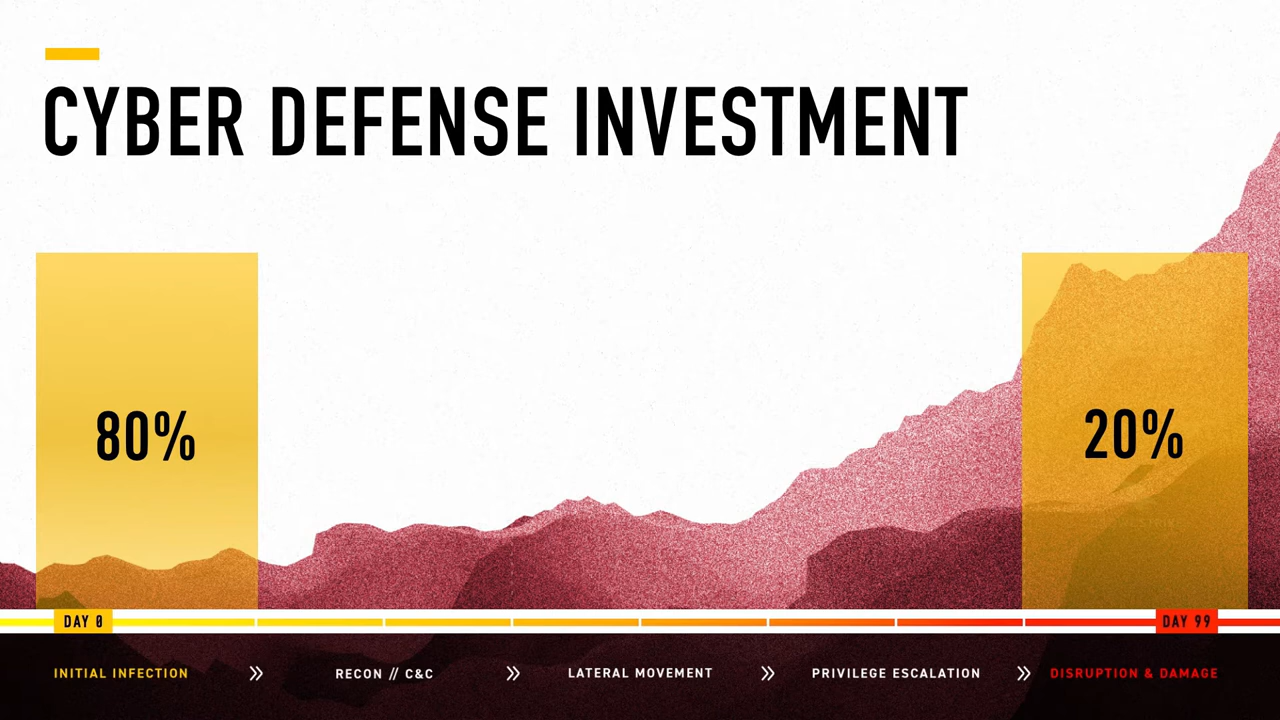 CYBER DEFENSE INVESTMENT
80%
20%
DAY 0
DAY 99
INITIAL INFECTION » RECON // C&C » LATERAL MOVEMENT » PRIVILEGE ESCALATION » DISRUPTION & DAMAGE